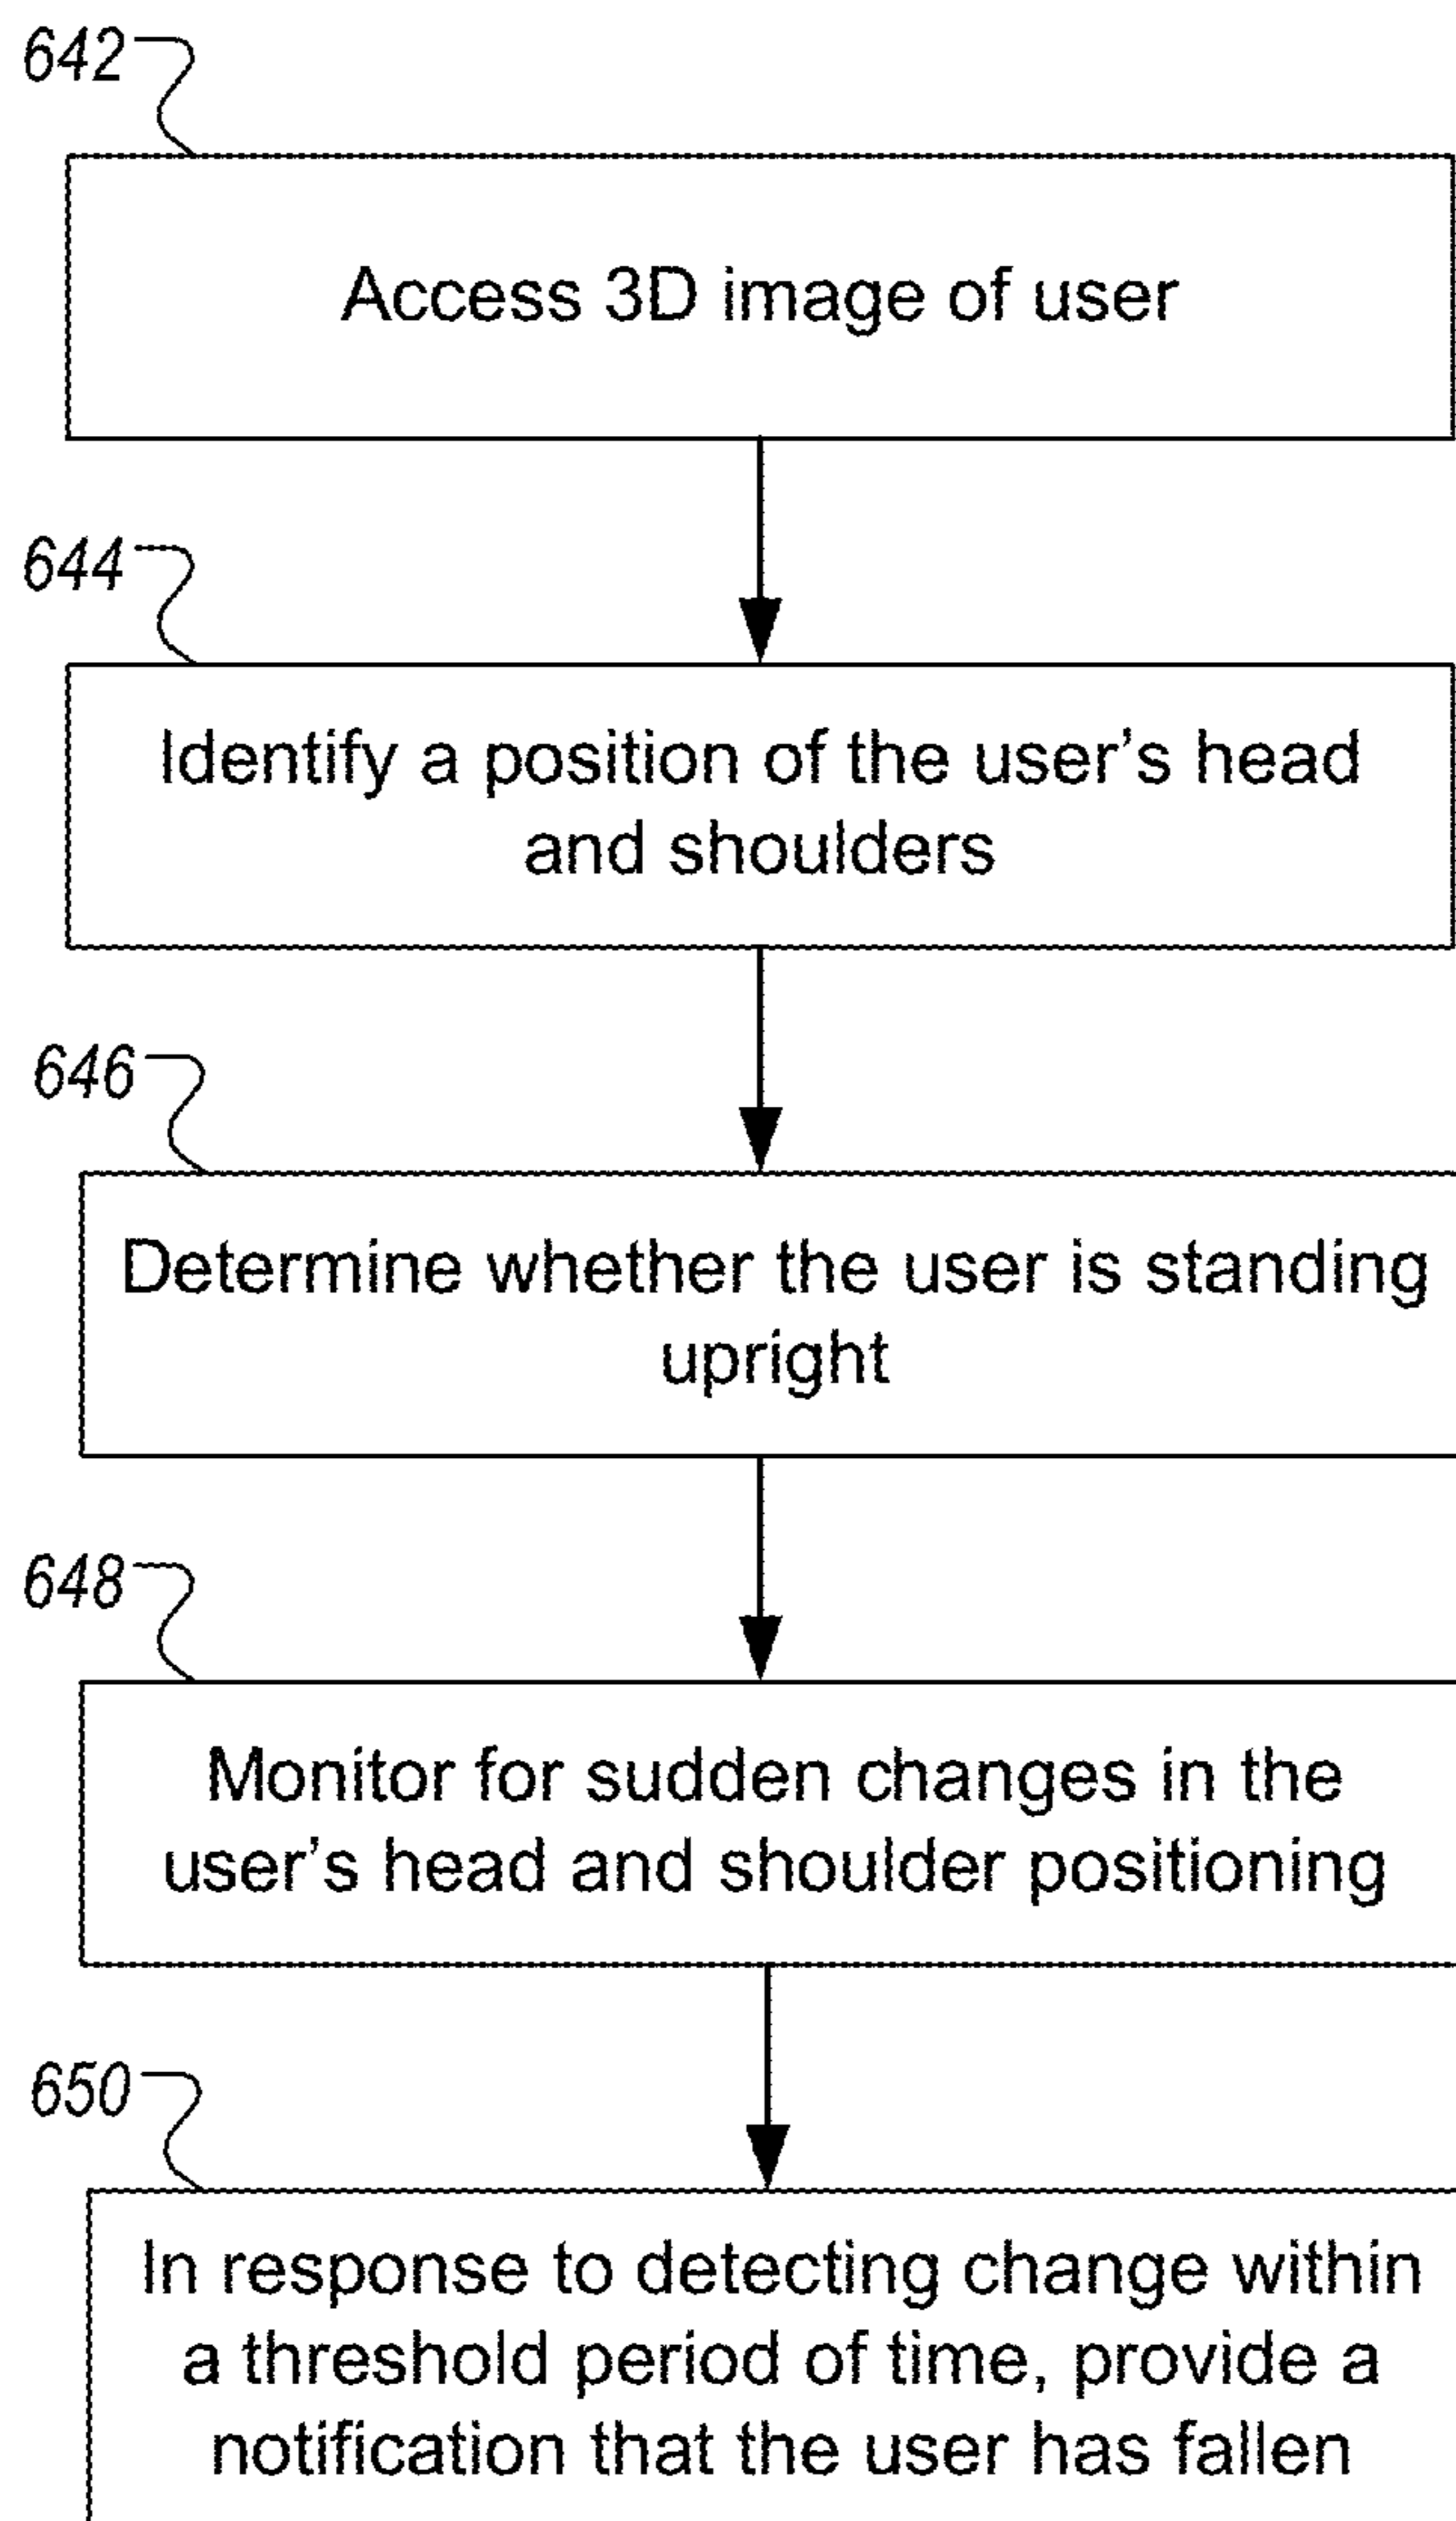 642
Access 3D image of user
644
Identify a position of the user’s head
and shoulders
646
Determine whether the user is standing
upright
648
Monitor for sudden changes in the
user’s head and shoulder positioning
650
In response to detecting change within
a threshold period of time, provide a
notification that the user has fallen